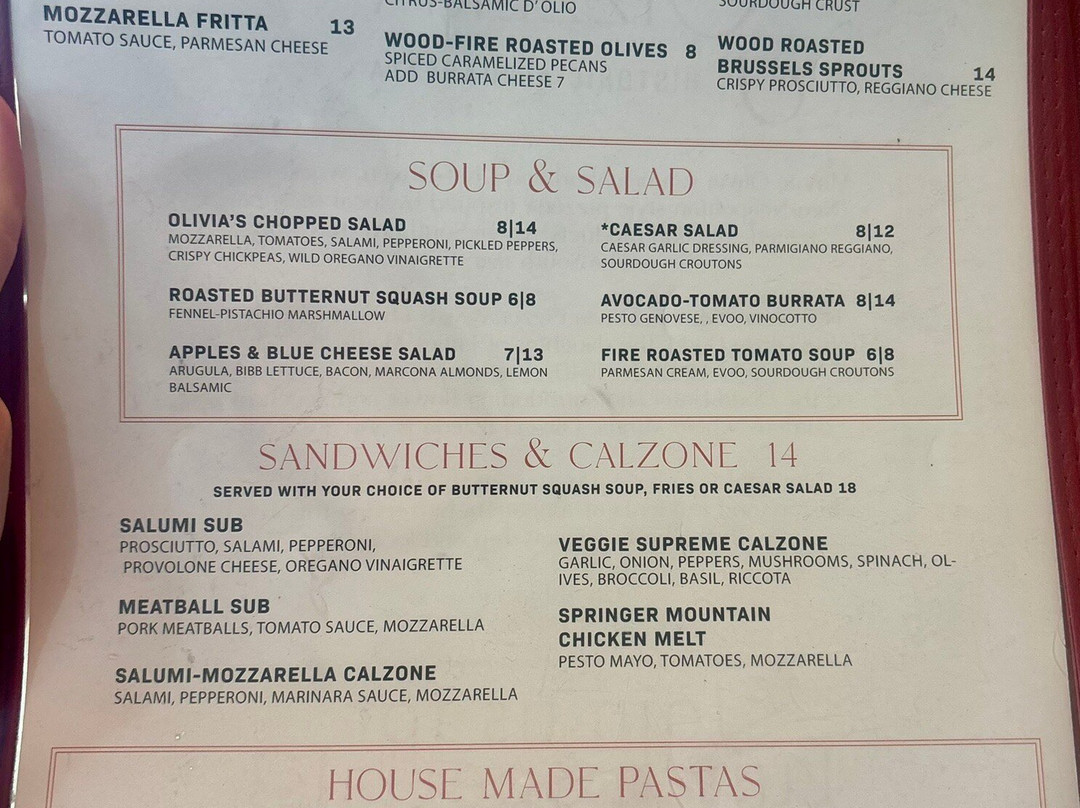 MOZZARELLA FRITTA 13
TOMATO SAUCE, PARMESAN CHEESE
CITRUS-BALSAMIC D'OLIO
WOOD-FIRE ROASTED OLIVES 8
SPICED CARAMELIZED PECANS
ADD BURRATA CHEESE 7
SOURDOUGH CRUST
WOOD ROASTED
BRUSSELS SPROUTS 14
CRISPY PROSCIUTTO, REGGIANO CHEESE
SOUP & SALAD
OLIVIA'S CHOPPED SALAD 8|14
MOZZARELLA, TOMATOES, SALAMI, PEPPERONI, PICKLED PEPPERS,
CRISPY CHICKPEAS, WILD OREGANO VINAIGRETTE
ROASTED BUTTERNUT SQUASH SOUP 6|8
FENNEL-PISTACHIO MARSHMALLOW
APPLES & BLUE CHEESE SALAD 7|13
ARUGULA, BIBB LETTUCE, BACON, MARCONA ALMONDS, LEMON
BALSAMIC
*CAESAR SALAD 8|12
CAESAR GARLIC DRESSING, PARMIGIANO REGGIANO,
SOURDOUGH CROUTONS
AVOCADO-TOMATO BURRATA 8|14
PESTO GENOVESE, , EVOO, VINOCOTTO
FIRE ROASTED TOMATO SOUP 6|8
PARMESAN CREAM, EVOO, SOURDOUGH CROUTONS
SANDWICHES & CALZONE 14
SERVED WITH YOUR CHOICE OF BUTTERNUT SQUASH SOUP, FRIES OR CAESAR SALAD 18
SALUMI SUB
PROSCIUTTO, SALAMI, PEPPERONI,
PROVOLONE CHEESE, OREGANO VINAIGRETTE
MEATBALL SUB
PORK MEATBALLS, TOMATO SAUCE, MOZZARELLA
SALUMI-MOZZARELLA CALZONE
SALAMI, PEPPERONI, MARINARA SAUCE, MOZZARELLA
VEGGIE SUPREME CALZONE
GARLIC, ONION, PEPPERS, MUSHROOMS, SPINACH, OL-
IVES, BROCCOLI, BASIL, RICCOTA
SPRINGER MOUNTAIN
CHICKEN MELT
PESTO MAYO, TOMATOES, MOZZARELLA
HOUSE MADE PASTAS